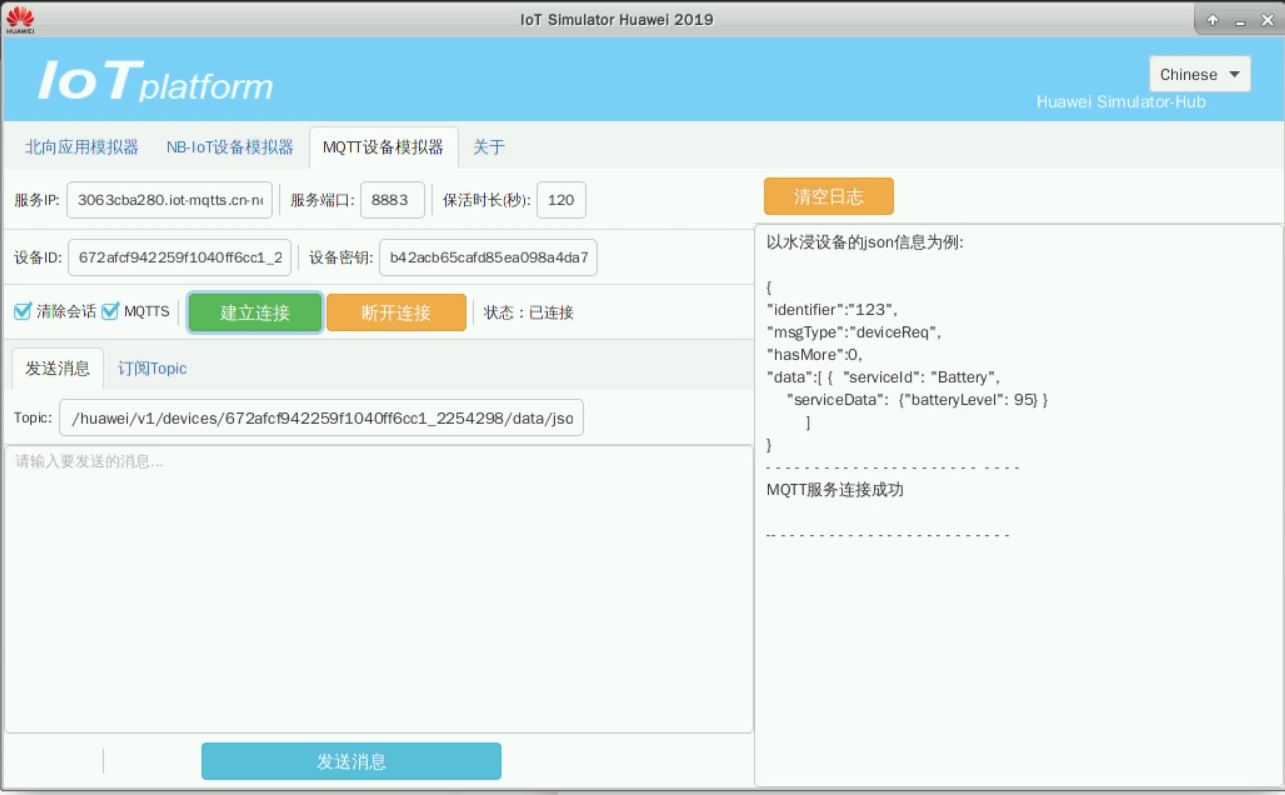 HUAWEI
IoT Simulator Huawei 2019
IoT platform
Chinese
Huawei Simulator-Hub
北向应用模拟器 NB-IoT设备模拟器 MQTT设备模拟器 关于
服务IP: 3063cba280.iot-mqtts.cn-no 服务端口: 8883 保活时长(秒): 120
设备ID: 672afcf942259f1040ff6cc1_2 设备密钥: b42acb65cafd85ea098a4da7
清除会话 MQTTS 建立连接 断开连接 状态：已连接
发送消息 订阅Topic
Topic: /huawei/v1/devices/672afcf942259f1040ff6cc1_2254298/data/jso
请输入要发送的消息...
发送消息
清空日志
以水浸设备的json信息为例:
{
"identifier":"123",
"msgType":"deviceReq",
"hasMore":0,
"data":[ { "serviceId": "Battery",
"serviceData": {"batteryLevel": 95} }
]
}
- - - - - - - - - - - - - - - - - - - - - - - - - -
MQTT服务连接成功
-- - - - - - - - - - - - - - - - - - - - - - - - -